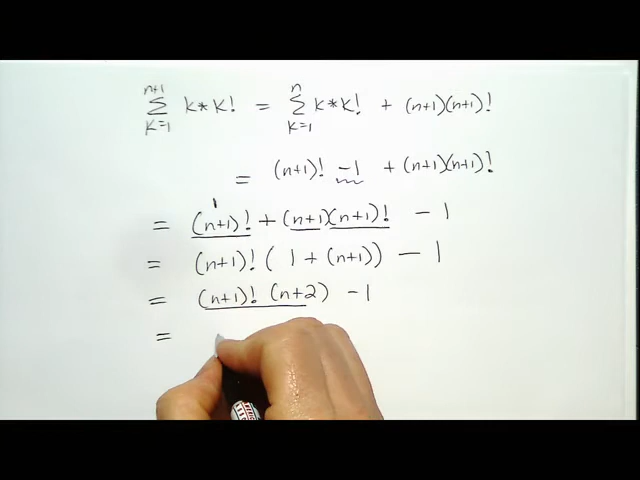 n+1 Σ k=1 k*k! = n Σ k=1 k*k! + (n+1)(n+1)!
= (n+1)! -1 + (n+1)(n+1)!
1
= (n+1)! + (n+1)(n+1)! - 1
= (n+1)! ( 1 + (n+1)) - 1
= (n+1)! (n+2) - 1
=